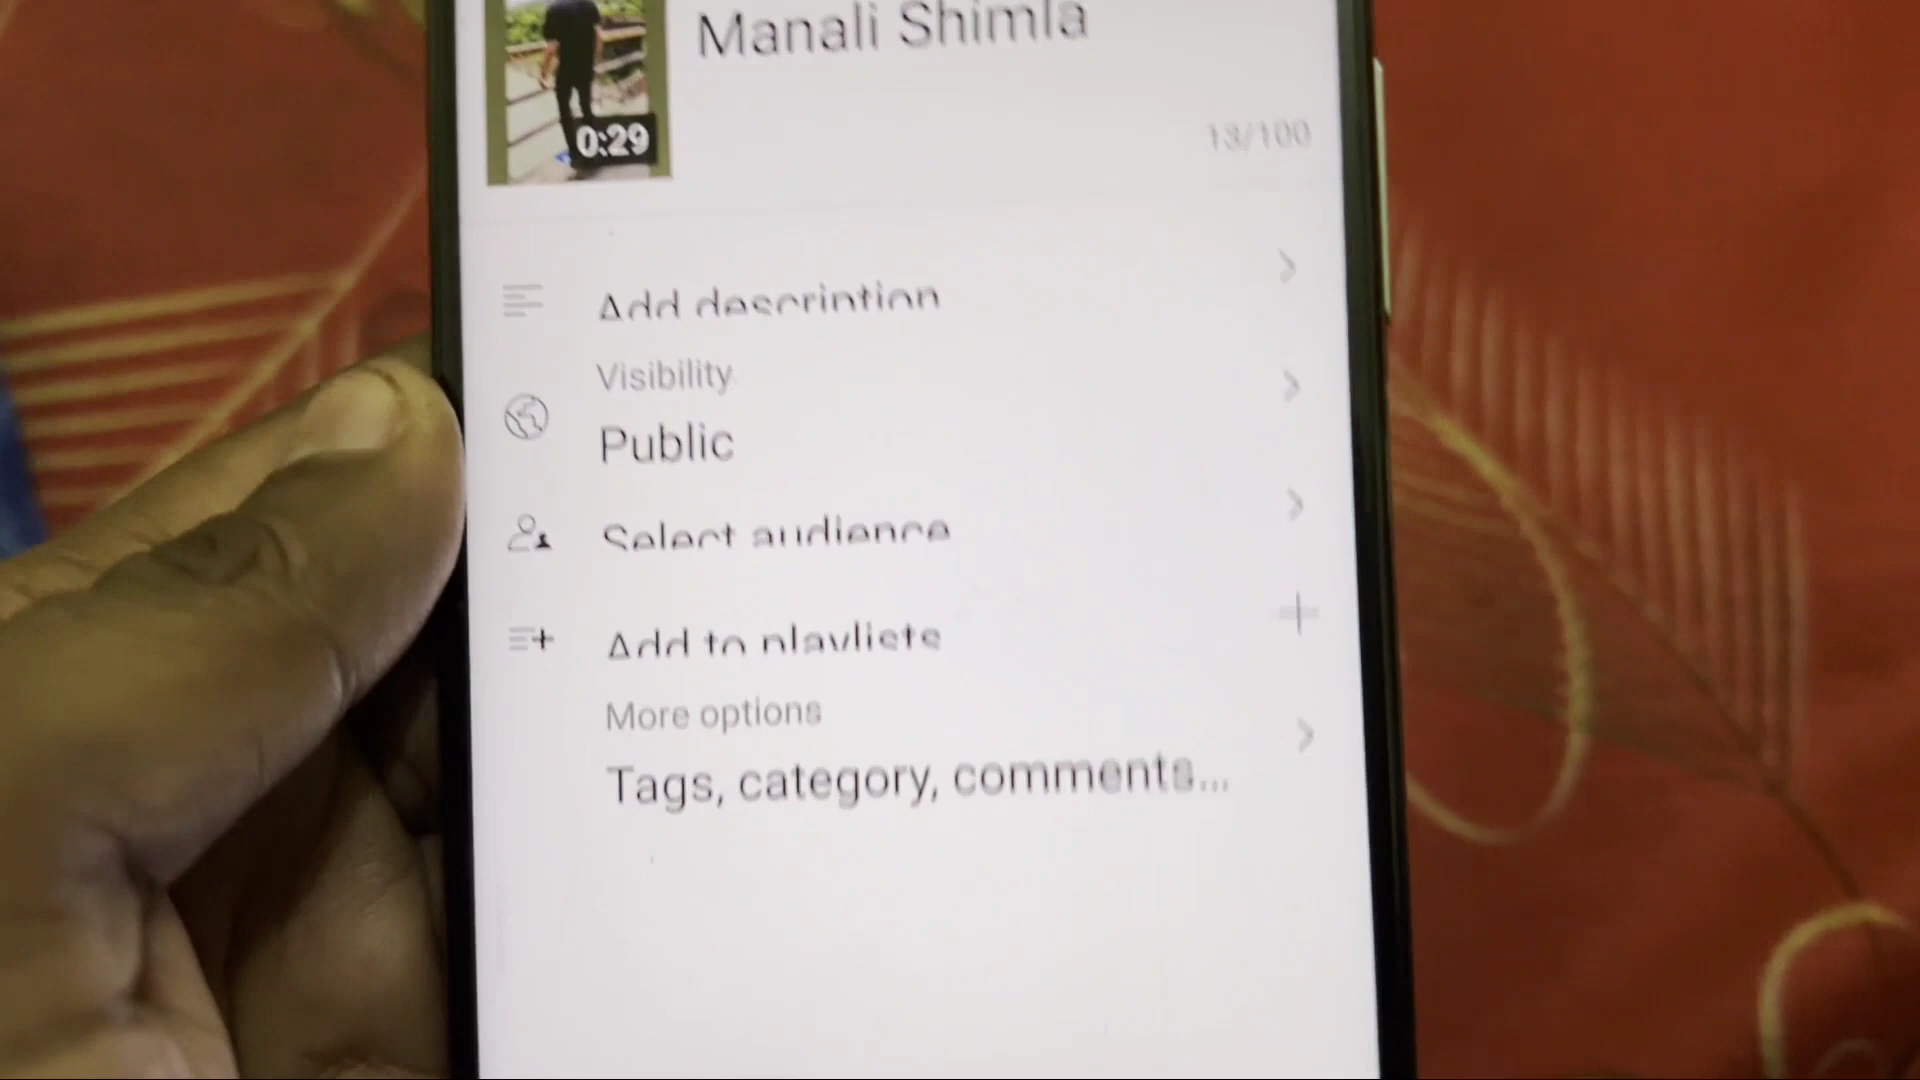 Manali Shimla
0:29
13/100
Add description
Visibility
Public
Select audience
Add to playlists
More options
Tags, category, comments...